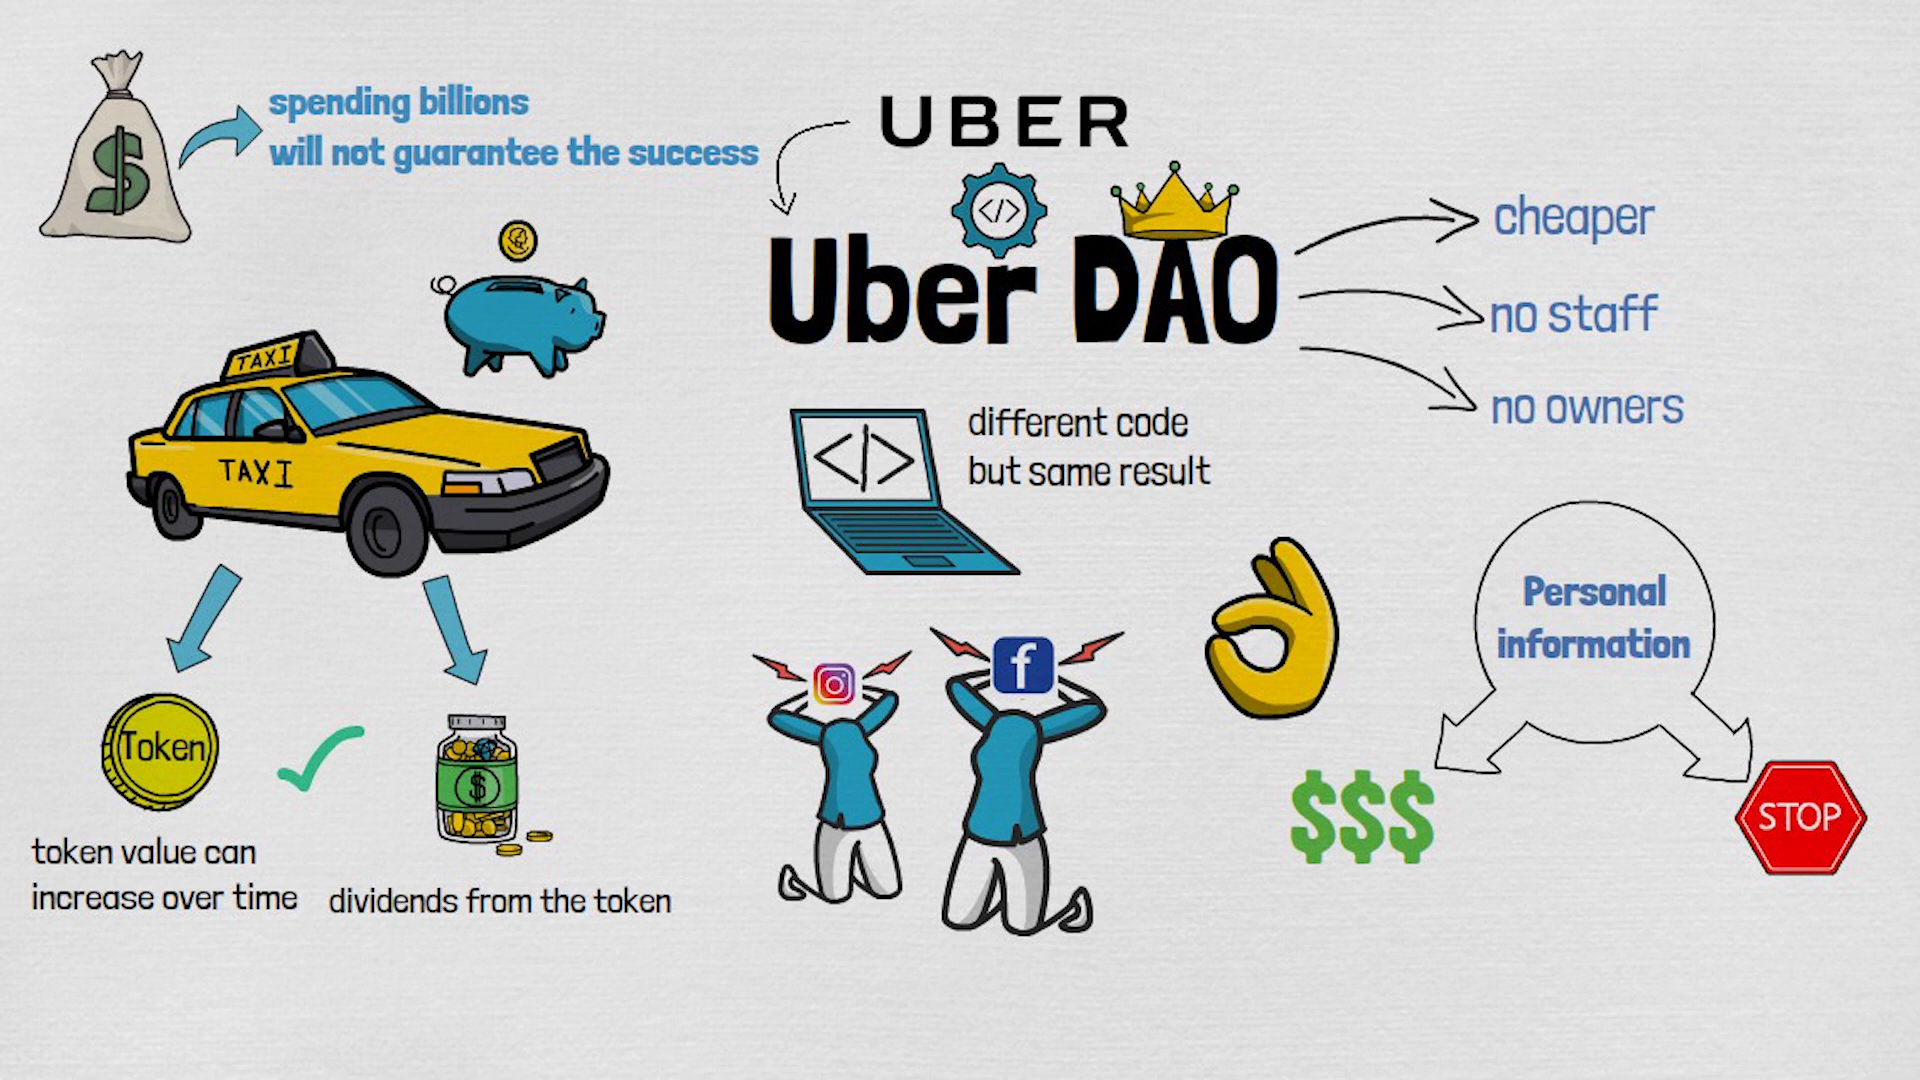 spending billions
will not guarantee the success
UBER
</>
Uber DAO
cheaper
no staff
no owners
TAXI
TAXI
</>
different code
but same result
Personal
information
Token
$
$
token value can
increase over time
dividends from the token
f
$$$
STOP